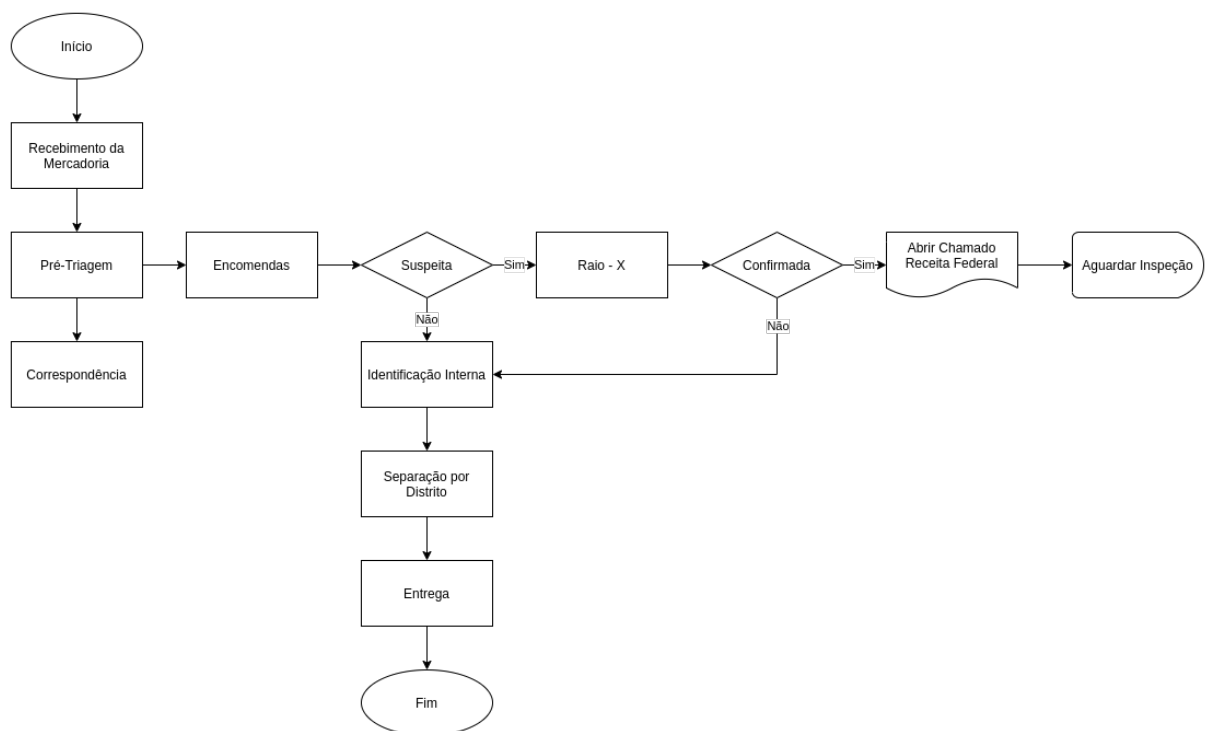 Início
Recebimento da
Mercadoria
Pré-Triagem
Encomendas
Suspeita
Sim
Raio - X
Confirmada
Sim
Abrir Chamado
Receita Federal
Aguardar Inspeção
Não
Não
Correspondência
Identificação Interna
Separação por
Distrito
Entrega
Fim